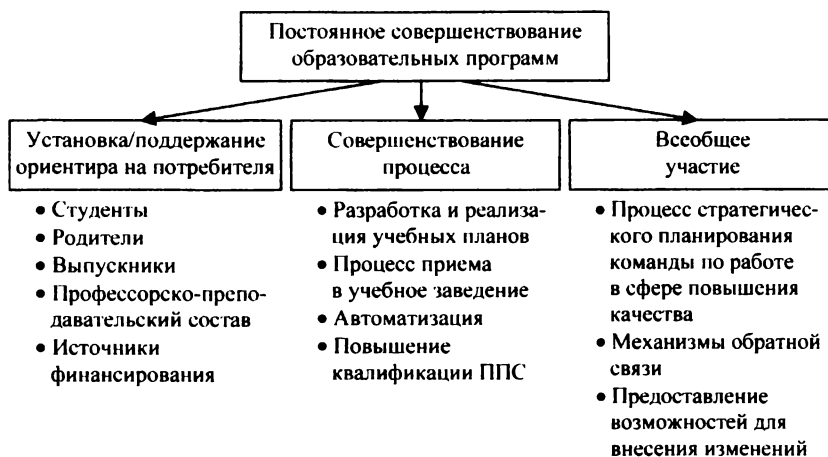 Постоянное совершенствование
образовательных программ
Установка/поддержание
ориентира на потребителя
• Студенты
• Родители
• Выпускники
• Профессорско-препо-
давательский состав
• Источники
финансирования
Совершенствование
процесса
• Разработка и реализа-
ция учебных планов
• Процесс приема
в учебное заведение
• Автоматизация
• Повышение
квалификации ППС
Всеобщее
участие
• Процесс стратегичес-
кого планирования
команды по работе
в сфере повышения
качества
• Механизмы обратной
связи
• Предоставление
возможностей для
внесения изменений